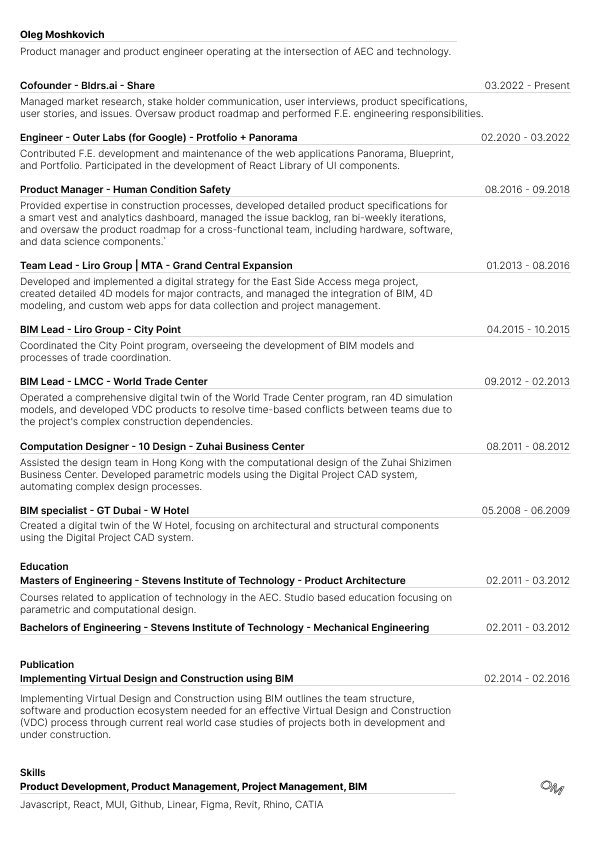 Oleg Moshkovich
Product manager and product engineer operating at the intersection of AEC and technology.
Cofounder - Bldrs.ai - Share 03.2022 - Present
Managed market research, stake holder communication, user interviews, product specifications,
user stories, and issues. Oversaw product roadmap and performed F.E. engineering responsibilities.
Engineer - Outer Labs (for Google) - Protfolio + Panorama 02.2020 - 03.2022
Contributed F.E. development and maintenance of the web applications Panorama, Blueprint,
and Portfolio. Participated in the development of React Library of UI components.
Product Manager - Human Condition Safety 08.2016 - 09.2018
Provided expertise in construction processes, developed detailed product specifications for
a smart vest and analytics dashboard, managed the issue backlog, ran bi-weekly iterations,
and oversaw the product roadmap for a cross-functional team, including hardware, software,
and data science components.`
Team Lead - Liro Group | MTA - Grand Central Expansion 01.2013 - 08.2016
Developed and implemented a digital strategy for the East Side Access mega project,
created detailed 4D models for major contracts, and managed the integration of BIM, 4D
modeling, and custom web apps for data collection and project management.
BIM Lead - Liro Group - City Point 04.2015 - 10.2015
Coordinated the City Point program, overseeing the development of BIM models and
processes of trade coordination.
BIM Lead - LMCC - World Trade Center 09.2012 - 02.2013
Operated a comprehensive digital twin of the World Trade Center program, ran 4D simulation
models, and developed VDC products to resolve time-based conflicts between teams due to
the project's complex construction dependencies.
Computation Designer - 10 Design - Zuhai Business Center 08.2011 - 08.2012
Assisted the design team in Hong Kong with the computational design of the Zuhai Shizimen
Business Center. Developed parametric models using the Digital Project CAD system,
automating complex design processes.
BIM specialist - GT Dubai - W Hotel 05.2008 - 06.2009
Created a digital twin of the W Hotel, focusing on architectural and structural components
using the Digital Project CAD system.
Education
Masters of Engineering - Stevens Institute of Technology - Product Architecture 02.2011 - 03.2012
Courses related to application of technology in the AEC. Studio based education focusing on
parametric and computational design.
Bachelors of Engineering - Stevens Institute of Technology - Mechanical Engineering 02.2011 - 03.2012
Publication
Implementing Virtual Design and Construction using BIM 02.2014 - 02.2016
Implementing Virtual Design and Construction using BIM outlines the team structure,
software and production ecosystem needed for an effective Virtual Design and Construction
(VDC) process through current real world case studies of projects both in development and
under construction.
Skills
Product Development, Product Management, Project Management, BIM
OM
Javascript, React, MUI, Github, Linear, Figma, Revit, Rhino, CATIA